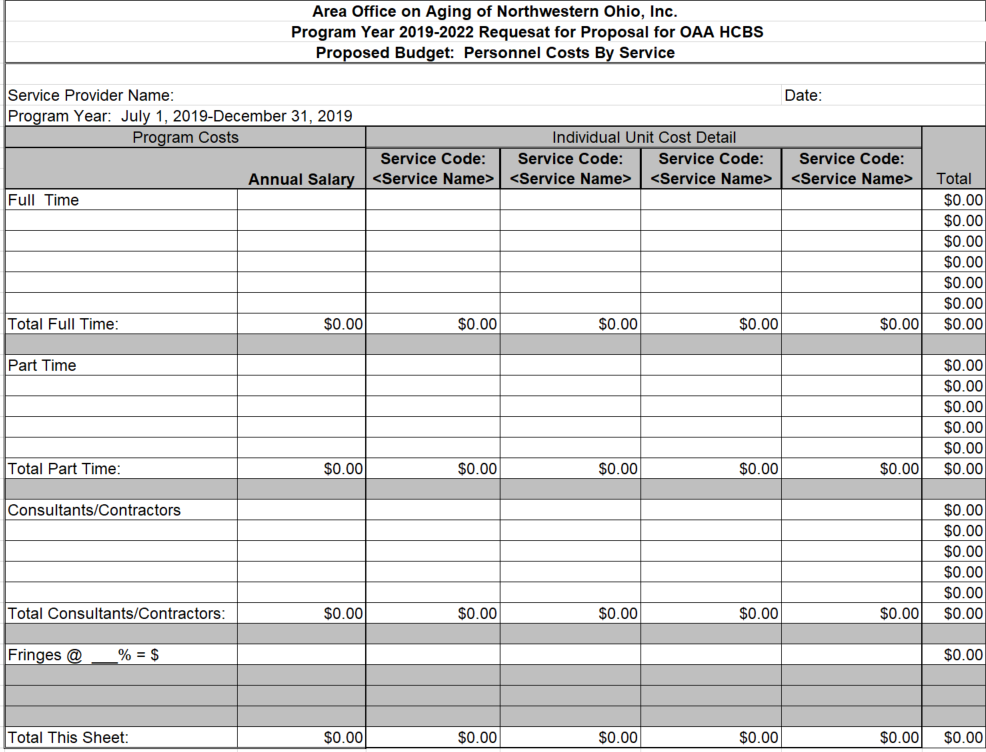 Area Office on Aging of Northwestern Ohio, Inc.
Program Year 2019-2022 Requesat for Proposal for OAA HCBS
Proposed Budget:  Personnel Costs By Service
Service Provider Name: Date:
Program Year:  July 1, 2019-December 31, 2019
Program Costs Individual Unit Cost Detail
Service Code: Service Code: Service Code: Service Code:
Annual Salary <Service Name> <Service Name> <Service Name> <Service Name> Total
Full  Time $0.00
$0.00
$0.00
$0.00
$0.00
$0.00
Total Full Time: $0.00 $0.00 $0.00 $0.00 $0.00 $0.00
Part Time $0.00
$0.00
$0.00
$0.00
$0.00
Total Part Time: $0.00 $0.00 $0.00 $0.00 $0.00 $0.00
Consultants/Contractors $0.00
$0.00
$0.00
$0.00
$0.00
Total Consultants/Contractors: $0.00 $0.00 $0.00 $0.00 $0.00 $0.00
Fringes @ ___% = $ $0.00
Total This Sheet: $0.00 $0.00 $0.00 $0.00 $0.00 $0.00